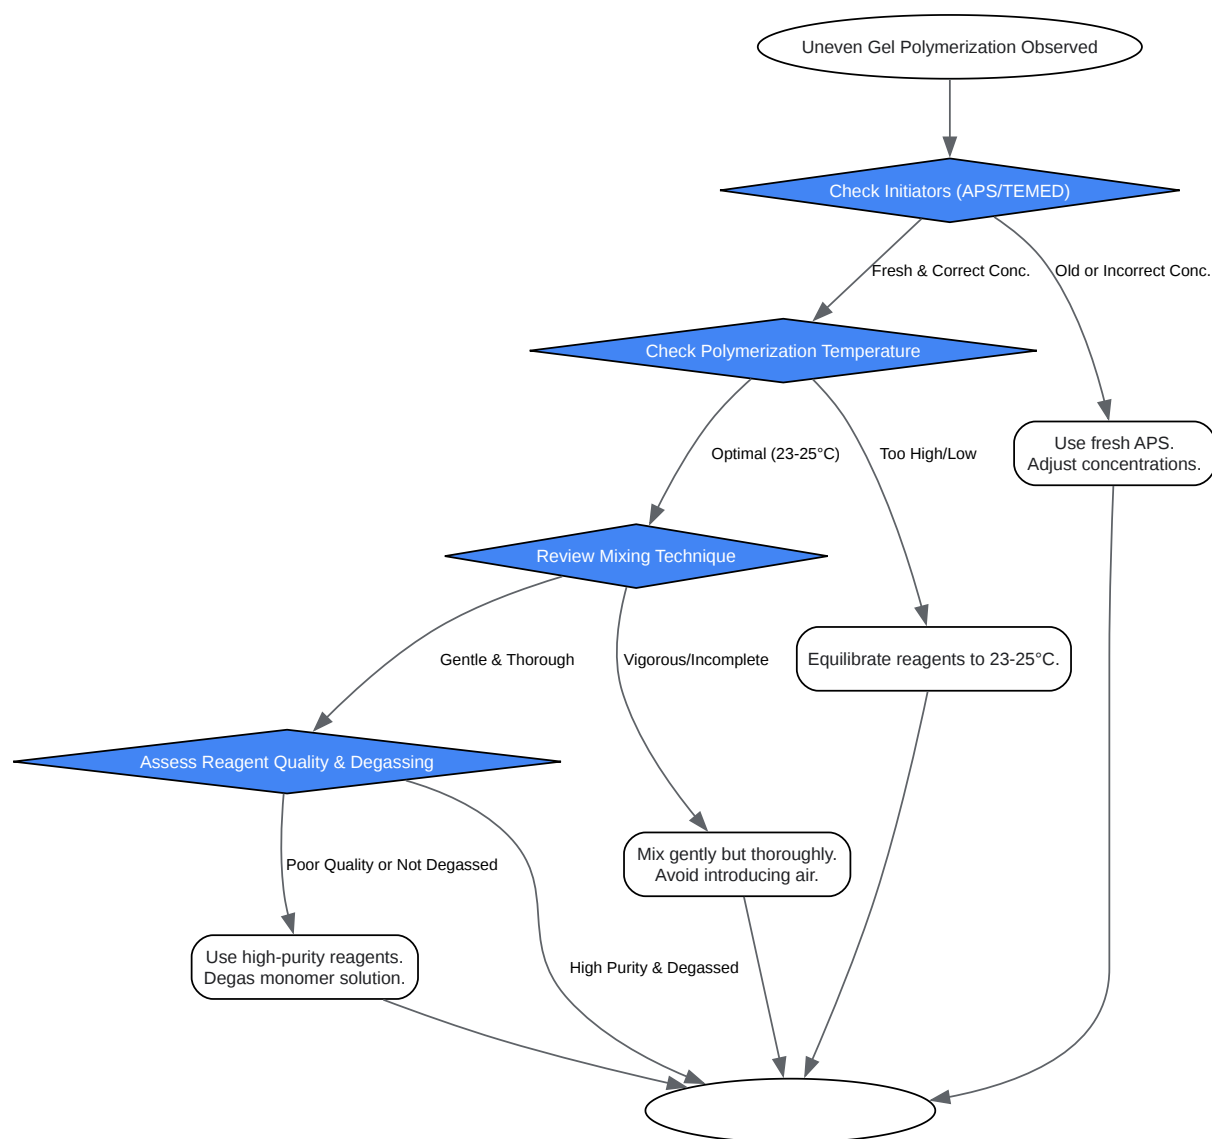 Uneven Gel Polymerization Observed
Check Initiators (APS/TEMED)
Fresh & Correct Conc.
Old or Incorrect Conc.
Check Polymerization Temperature
Use fresh APS.
Adjust concentrations.
Optimal (23-25°C)
Too High/Low
Review Mixing Technique
Gentle & Thorough
Vigorous/Incomplete
Equilibrate reagents to 23-25°C.
Assess Reagent Quality & Degassing
Mix gently but thoroughly.
Avoid introducing air.
Poor Quality or Not Degassed
Use high-purity reagents.
Degas monomer solution.
High Purity & Degassed